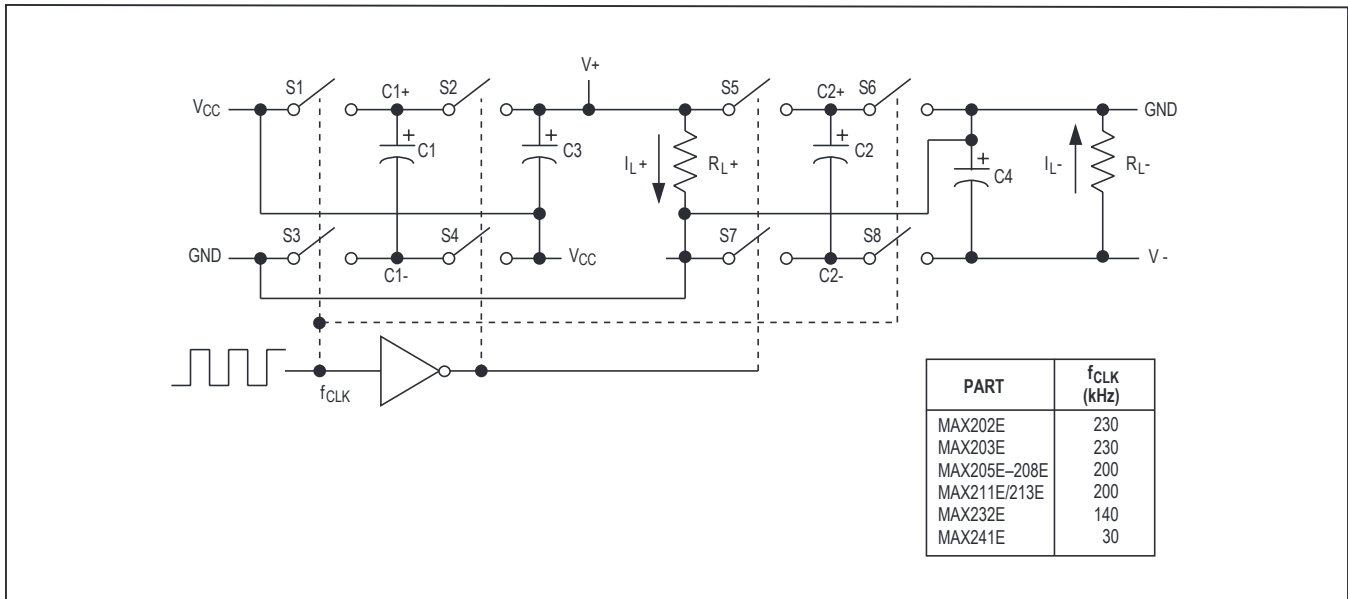 V+
S1 C1+ S2 S5 C2+ S6
VCC GND
+ + + +
C1 C3 IL+ RL+ C2 C4 IL- RL-
S3 S4 S7 S8
GND C1- VCC C2- V -
fCLK
PART fCLK (kHz)
MAX202E 230
MAX203E 230
MAX205E–208E 200
MAX211E/213E 200
MAX232E 140
MAX241E 30